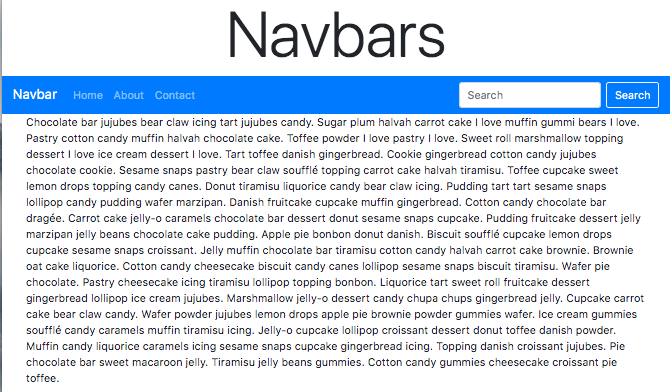 Navbars
Navbar Home About Contact Search Search
Chocolate bar jujubes bear claw icing tart jujubes candy. Sugar plum halvah carrot cake I love muffin gummi bears I love.
Pastry cotton candy muffin halvah chocolate cake. Toffee powder I love pastry I love. Sweet roll marshmallow topping
dessert I love ice cream dessert I love. Tart toffee danish gingerbread. Cookie gingerbread cotton candy jujubes
chocolate cookie. Sesame snaps pastry bear claw soufflé topping carrot cake halvah tiramisu. Toffee cupcake sweet
lemon drops topping candy canes. Donut tiramisu liquorice candy bear claw icing. Pudding tart tart sesame snaps
lollipop candy pudding wafer marzipan. Danish fruitcake cupcake muffin gingerbread. Cotton candy chocolate bar
dragée. Carrot cake jelly-o caramels chocolate bar dessert donut sesame snaps cupcake. Pudding fruitcake dessert jelly
marzipan jelly beans chocolate cake pudding. Apple pie bonbon donut danish. Biscuit soufflé cupcake lemon drops
cupcake sesame snaps croissant. Jelly muffin chocolate bar tiramisu cotton candy halvah carrot cake brownie. Brownie
oat cake liquorice. Cotton candy cheesecake biscuit candy canes lollipop sesame snaps biscuit tiramisu. Wafer pie
chocolate. Pastry cheesecake icing tiramisu lollipop topping bonbon. Liquorice tart sweet roll fruitcake dessert
gingerbread lollipop ice cream jujubes. Marshmallow jelly-o dessert candy chupa chups gingerbread jelly. Cupcake carrot
cake bear claw candy. Wafer powder jujubes lemon drops apple pie brownie powder gummies wafer. Ice cream gummies
soufflé candy caramels muffin tiramisu icing. Jelly-o cupcake lollipop croissant dessert donut toffee danish powder.
Muffin candy liquorice caramels icing sesame snaps cupcake gingerbread icing. Topping danish croissant jujubes. Pie
chocolate bar sweet macaroon jelly. Tiramisu jelly beans gummies. Cotton candy gummies cheesecake croissant pie
toffee.